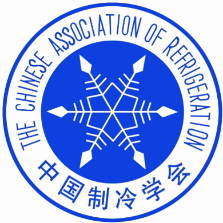 THE CHINESE ASSOCIATION OF REFRIGERATION
中国制冷学会